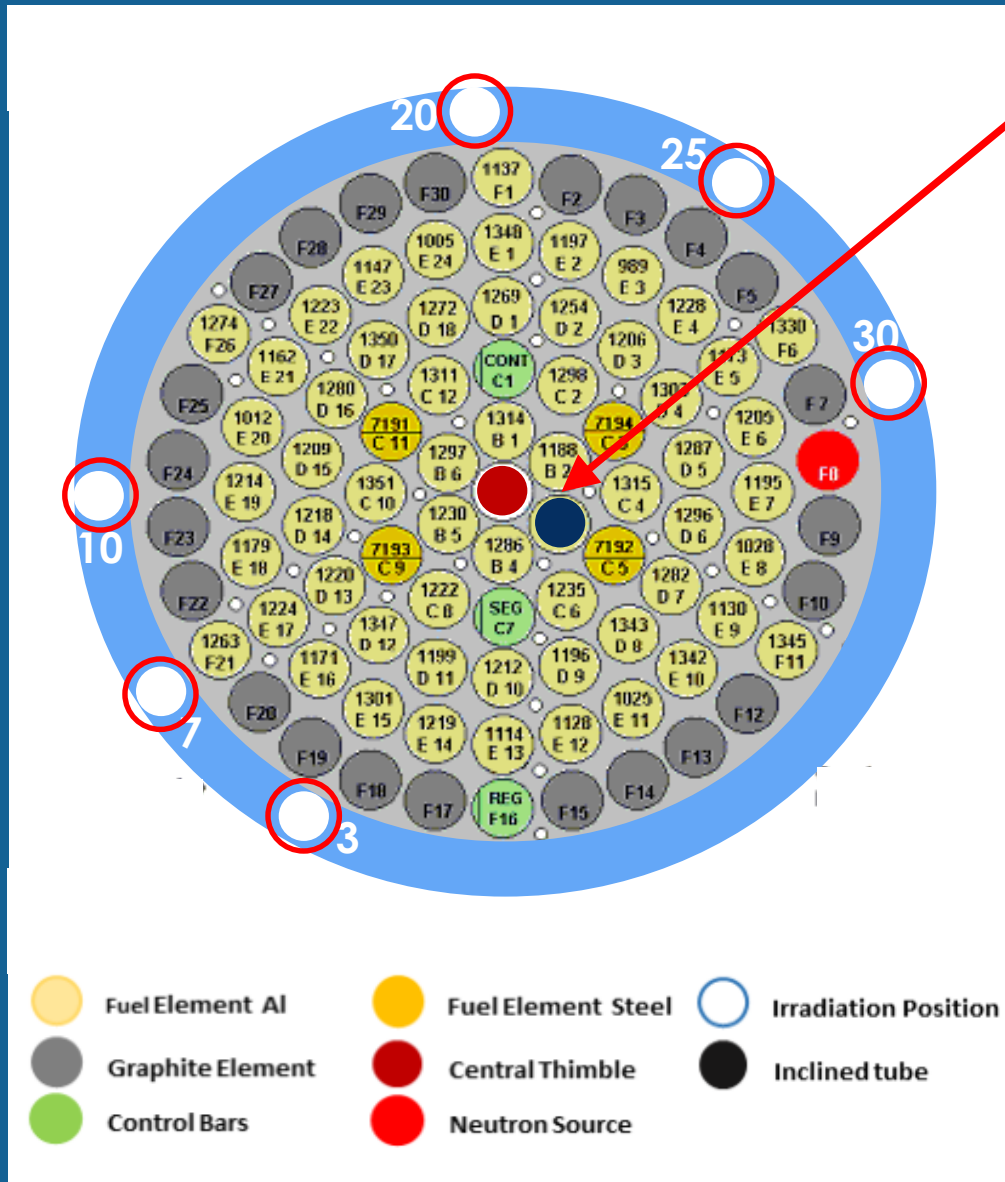 20
25
30
10
3
1137
F1
F30
F2
F29
F3
F28
F4
F27
F5
1348
E 1
1005
E 24
1197
E 2
1147
E 23
989
E 3
1223
E 22
1228
E 4
1274
F26
1330
F6
1269
D 1
1272
D 18
1254
D 2
1350
D 17
1206
D 3
1162
E 21
E 5
F25
F 7
CONT
C1
1311
C 12
1298
C 2
1280
D 16
D 4
1012
E 20
1205
E 6
7191
C 11
7194
1314
B 1
1297
B 6
1188
B 2
1209
D 15
1287
D 5
F24
F8
1214
E 19
1351
C 10
1315
C 4
1195
E 7
1218
D 14
1230
B 5
1296
D 6
F23
F9
1286
B 4
7193
C 9
7192
C 5
1179
E 18
1028
E 8
1220
D 13
1282
D 7
F22
F10
1222
C 8
1235
C 6
SEG
C7
1224
E 17
1130
E 9
1347
D 12
1343
D 8
1263
F21
1345
F11
1171
E 16
1199
D 11
1212
D 10
1196
D 9
1342
E 10
F20
F12
1301
E 15
1025
E 11
1219
E 14
1114
E 13
1128
E 12
F19
F13
F18
F14
F17
REG
F16
F15
Fuel Element Al
Fuel Element Steel
Irradiation Position
Graphite Element
Central Thimble
Inclined tube
Control Bars
Neutron Source